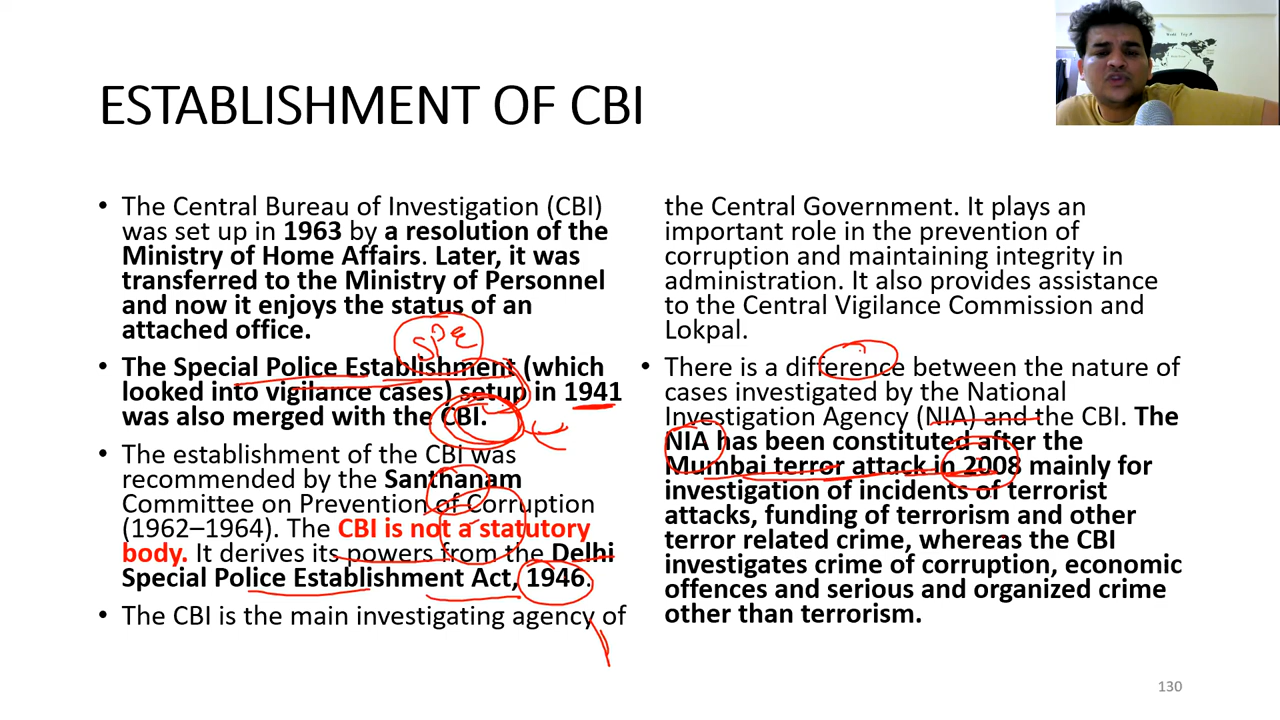 ESTABLISHMENT OF CBI
• The Central Bureau of Investigation (CBI)
was set up in 1963 by a resolution of the
Ministry of Home Affairs. Later, it was
transferred to the Ministry of Personnel
and now it enjoys the status of an
attached office.
SPE
• The Special Police Establishment (which
looked into vigilance cases) setup in 1941
was also merged with the CBI.
• The establishment of the CBI was
recommended by the Santhanam
Committee on Prevention of Corruption
(1962–1964). The CBI is not a statutory
body. It derives its powers from the Delhi
Special Police Establishment Act, 1946.
• The CBI is the main investigating agency of
the Central Government. It plays an
important role in the prevention of
corruption and maintaining integrity in
administration. It also provides assistance
to the Central Vigilance Commission and
Lokpal.
• There is a difference between the nature of
cases investigated by the National
Investigation Agency (NIA) and the CBI. The
NIA has been constituted after the
Mumbai terror attack in 2008 mainly for
investigation of incidents of terrorist
attacks, funding of terrorism and other
terror related crime, whereas the CBI
investigates crime of corruption, economic
offences and serious and organized crime
other than terrorism.
130